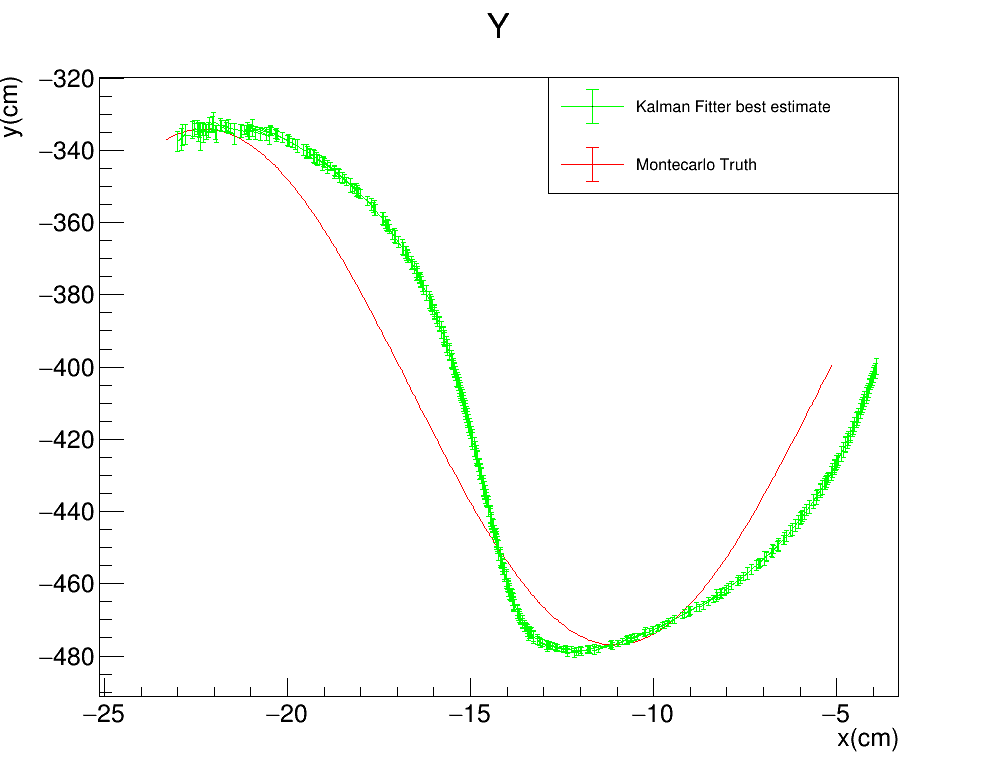 Y
y(cm)
−320
−340
−360
−380
−400
−420
−440
−460
−480
Kalman Fitter best estimate
Montecarlo Truth
−25 −20 −15 −10 −5
x(cm)